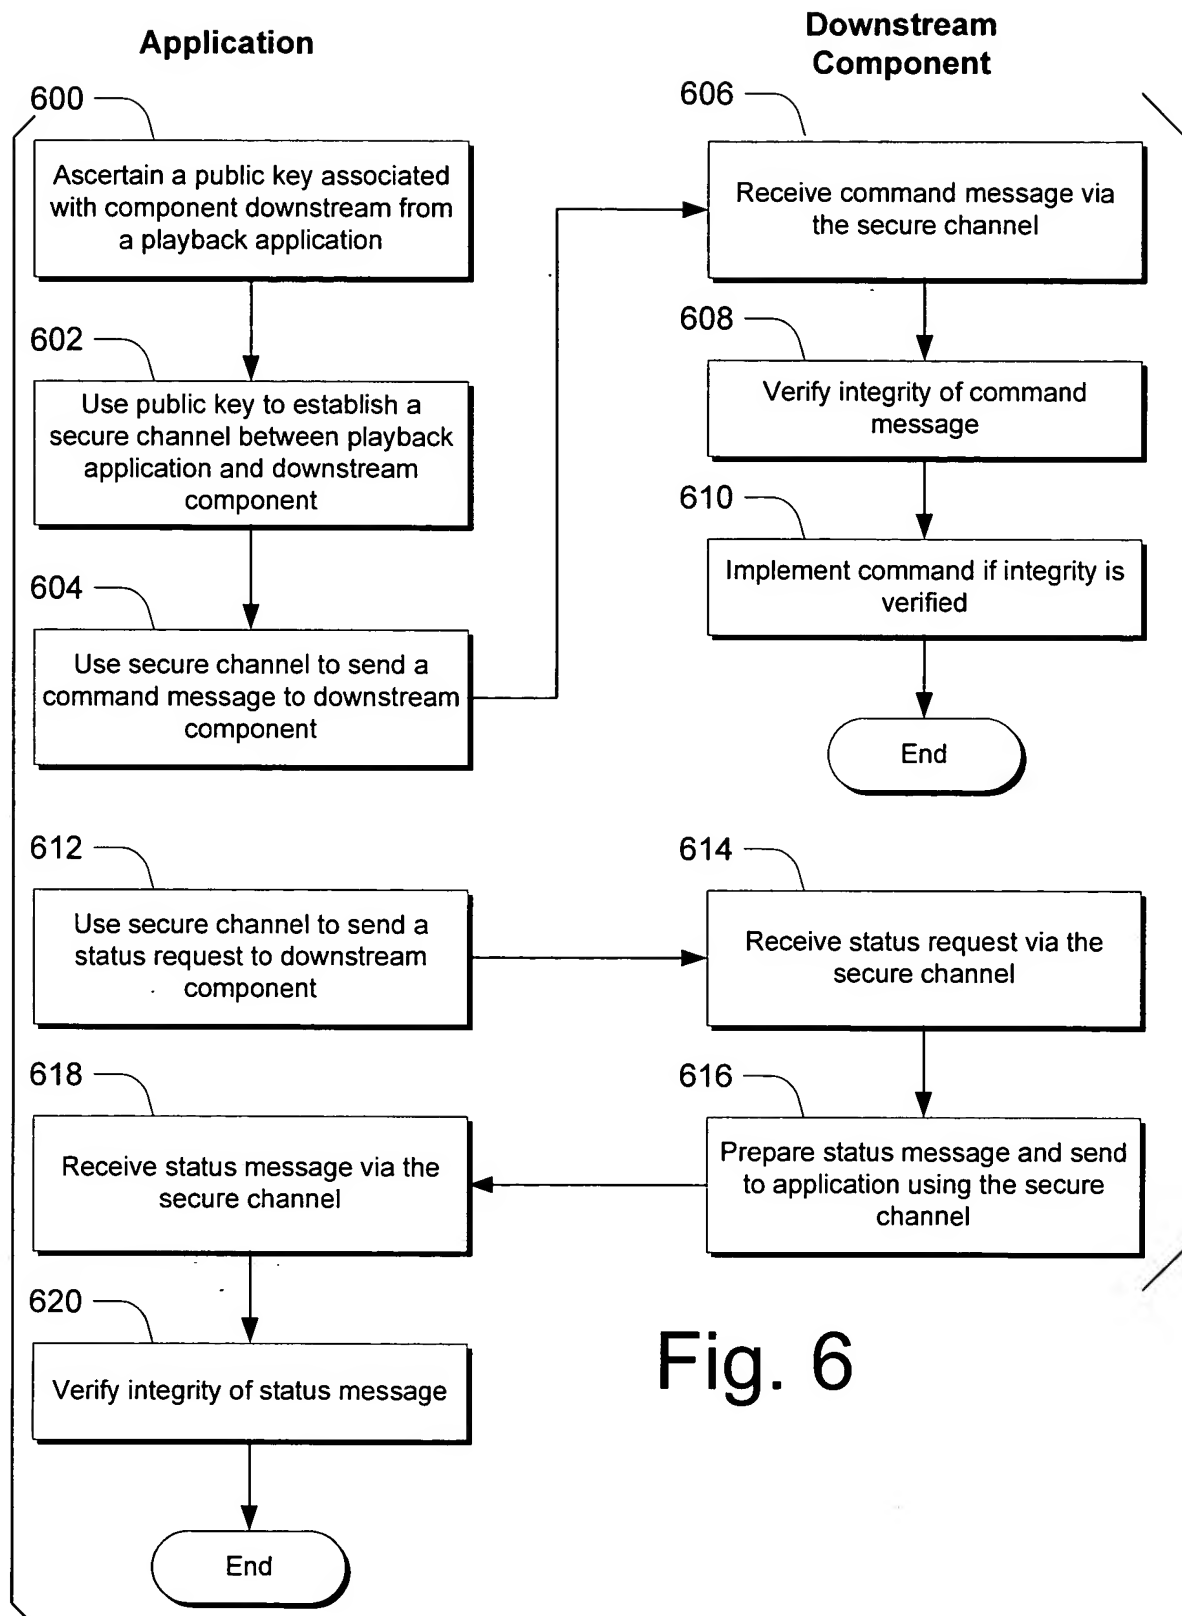 Application
600
Ascertain a public key associated
with component downstream from
a playback application
602
Use public key to establish a
secure channel between playback
application and downstream
component
604
Use secure channel to send a
command message to downstream
component
Downstream
Component
606
Receive command message via
the secure channel
608
Verify integrity of command
message
610
Implement command if integrity is
verified
End
612
Use secure channel to send a
status request to downstream
component
614
Receive status request via the
secure channel
616
Prepare status message and send
to application using the secure
channel
618
Receive status message via the
secure channel
620
Verify integrity of status message
End
Fig. 6